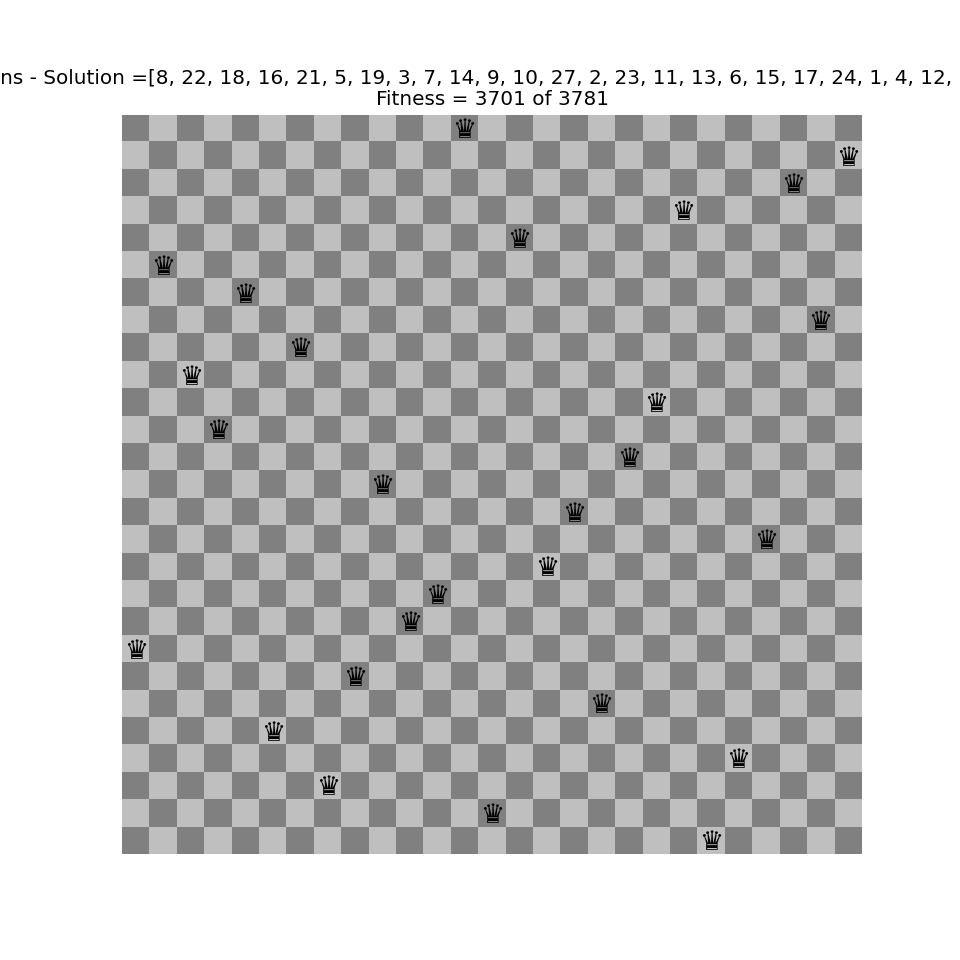 ns - Solution =[8, 22, 18, 16, 21, 5, 19, 3, 7, 14, 9, 10, 27, 2, 23, 11, 13, 6, 15, 17, 24, 1, 4, 12,
Fitness = 3701 of 3781